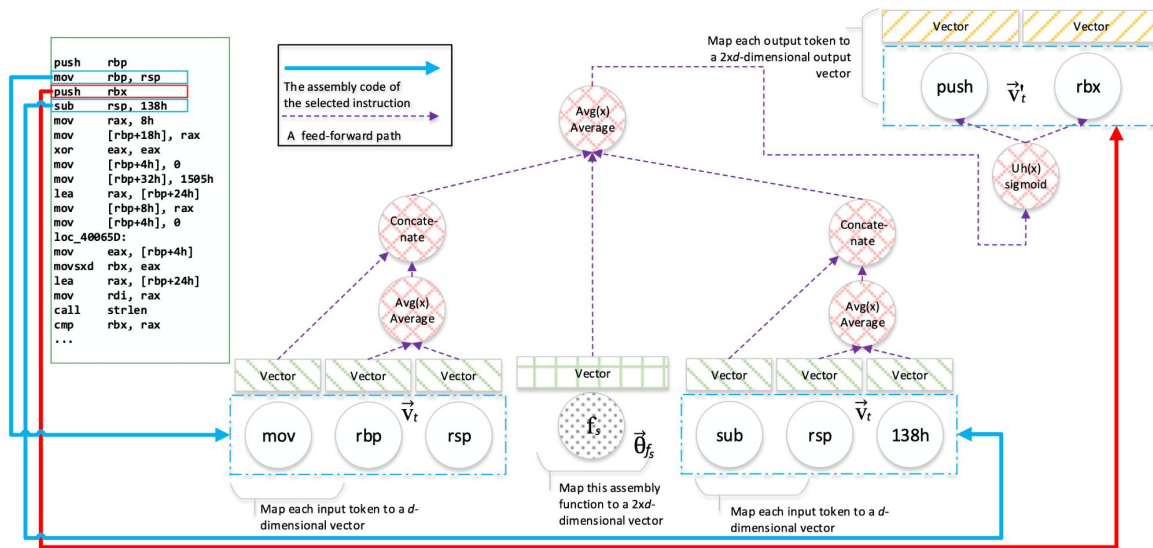 push rbp
mov rbp, rsp
push rbx
sub rsp, 138h
mov rax, 8h
mov [rbp+18h], rax
xor eax, eax
mov [rbp+4h], 0
mov [rbp+32h], 1505h
lea rax, [rbp+24h]
mov [rbp+8h], rax
mov [rbp+4h], 0
loc_40065D:
mov eax, [rbp+4h]
movsxd rbx, eax
lea rax, [rbp+24h]
mov rdi, rax
call strlen
cmp rbx, rax
...
The assembly code of
the selected instruction
A feed-forward path
Map each output token to
a 2xd-dimensional output
vector
Vector Vector
push v⃗'t rbx
Uh(x)
sigmoid
Avg(x)
Average
Concate-
nate
Concate-
nate
Avg(x)
Average
Avg(x)
Average
Vector Vector Vector
Vector
Vector Vector Vector
mov rbp v⃗t rsp
fs θ⃗fs
sub rsp v⃗t 138h
Map each input token to a d-
dimensional vector
Map this assembly
function to a 2xd-
dimensional vector
Map each input token to a d-
dimensional vector